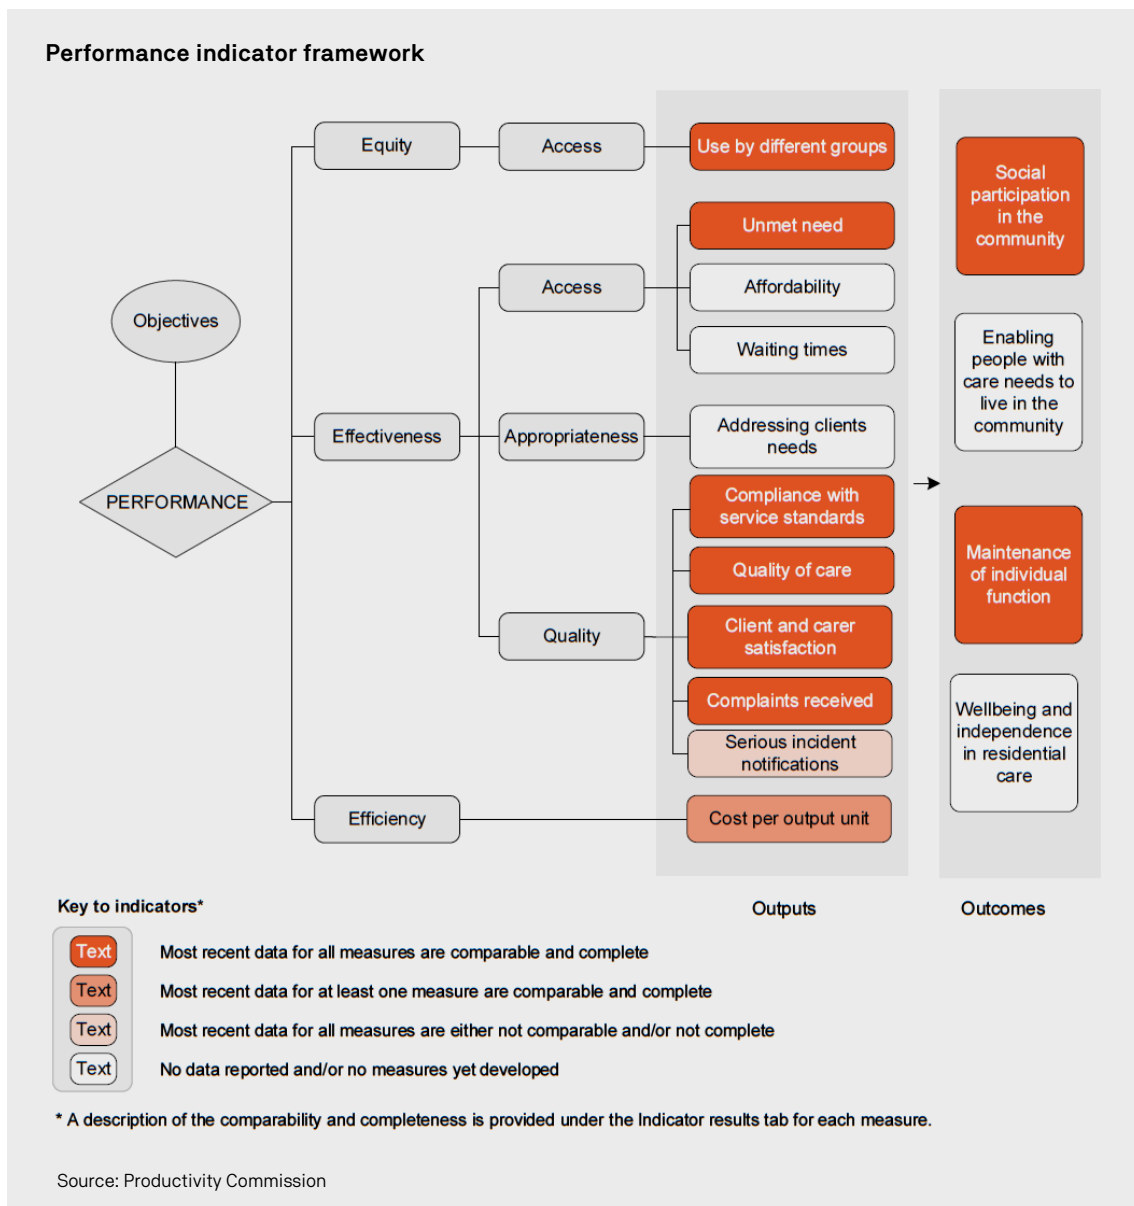 Performance indicator framework
Equity
Access
Use by different groups
Social
participation
in the
community
Unmet need
Objectives
Access
Affordability
Waiting times
Enabling
people with
care needs to
live in the
community
Effectiveness
Appropriateness
Addressing clients
needs
PERFORMANCE
Compliance with
service standards
Quality of care
Maintenance
of individual
function
Quality
Client and carer
satisfaction
Complaints received
Serious incident
notifications
Wellbeing and
independence
in residential
care
Efficiency
Cost per output unit
Outputs
Outcomes
Key to indicators*
Text Most recent data for all measures are comparable and complete
Text Most recent data for at least one measure are comparable and complete
Text Most recent data for all measures are either not comparable and/or not complete
Text No data reported and/or no measures yet developed
* A description of the comparability and completeness is provided under the Indicator results tab for each measure.
Source: Productivity Commission